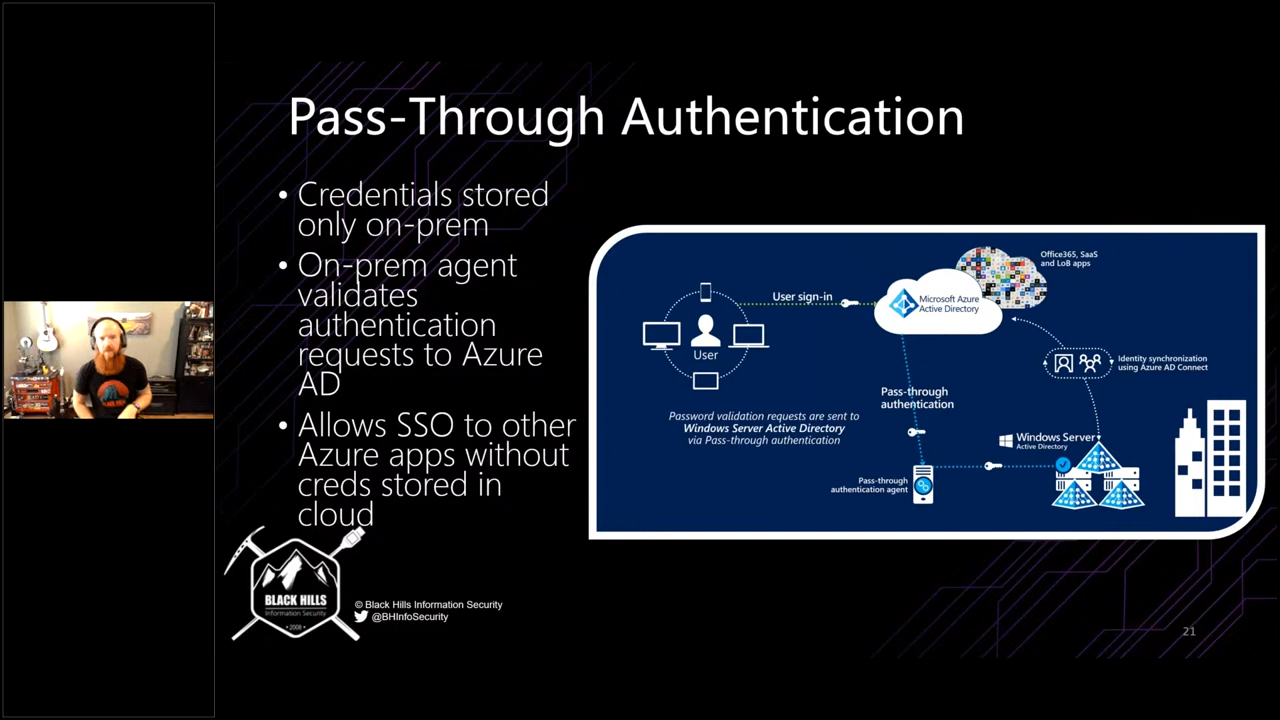 Pass-Through Authentication
• Credentials stored
only on-prem
• On-prem agent
validates
authentication
requests to Azure
AD
• Allows SSO to other
Azure apps without
creds stored in
cloud
Office365, SaaS
and LoB apps
User sign-in
Microsoft Azure
Active Directory
User
Identity synchronization
using Azure AD Connect
Pass-through
authentication
Password validation requests are sent to
Windows Server Active Directory
via Pass-through authentication
Windows Server
Active Directory
Pass-through
authentication agent
BLACK HILLS
Information Security
• 2008 •
© Black Hills Information Security
@BHInfoSecurity
21